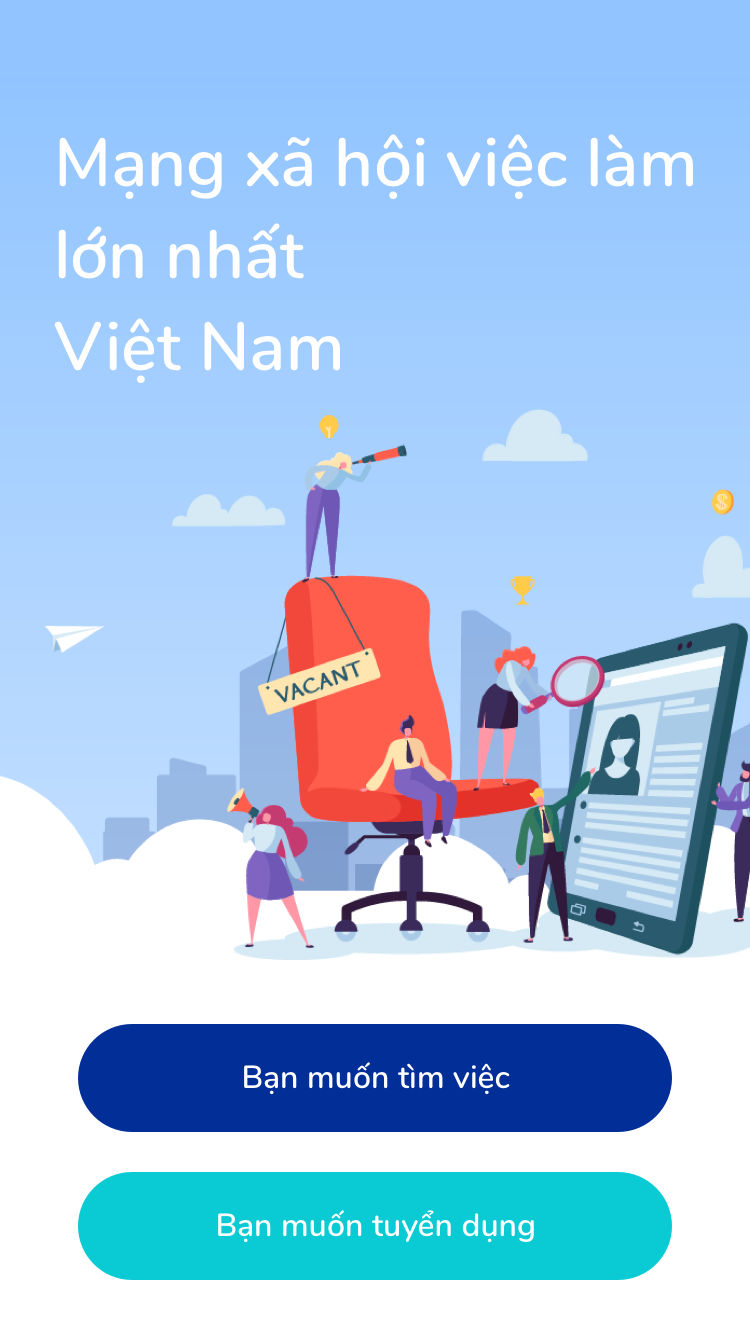 Mạng xã hội việc làm
lớn nhất
Việt Nam
$
VACANT
Bạn muốn tìm việc
Bạn muốn tuyển dụng